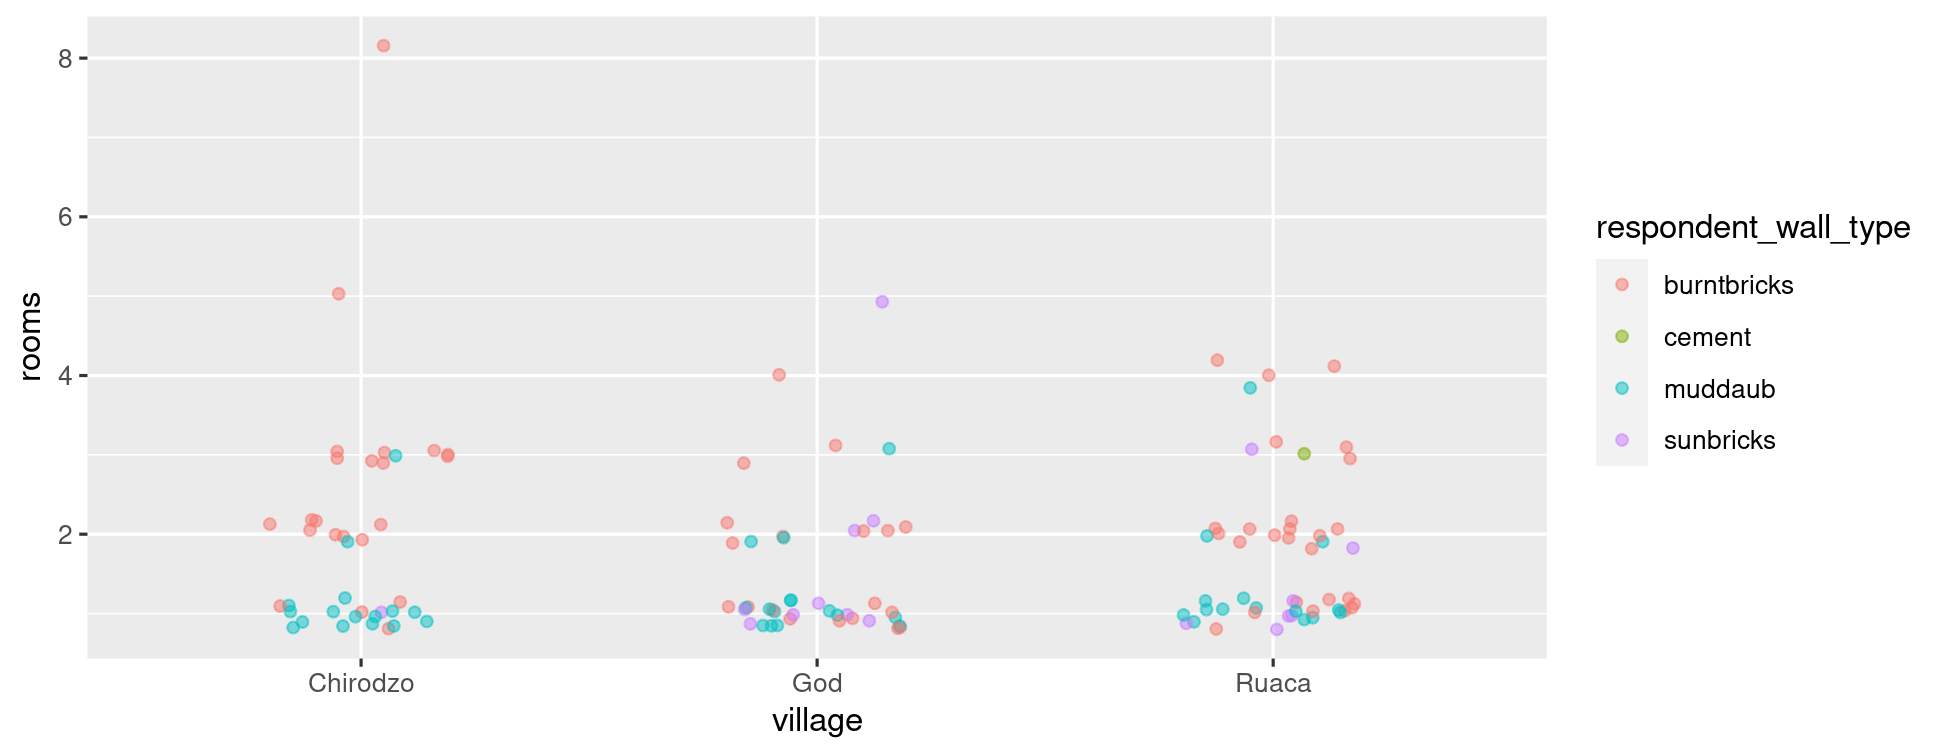 8
6
4
2
rooms
Chirodzo
God
Ruaca
village
respondent_wall_type
burntbricks
cement
muddaub
sunbricks